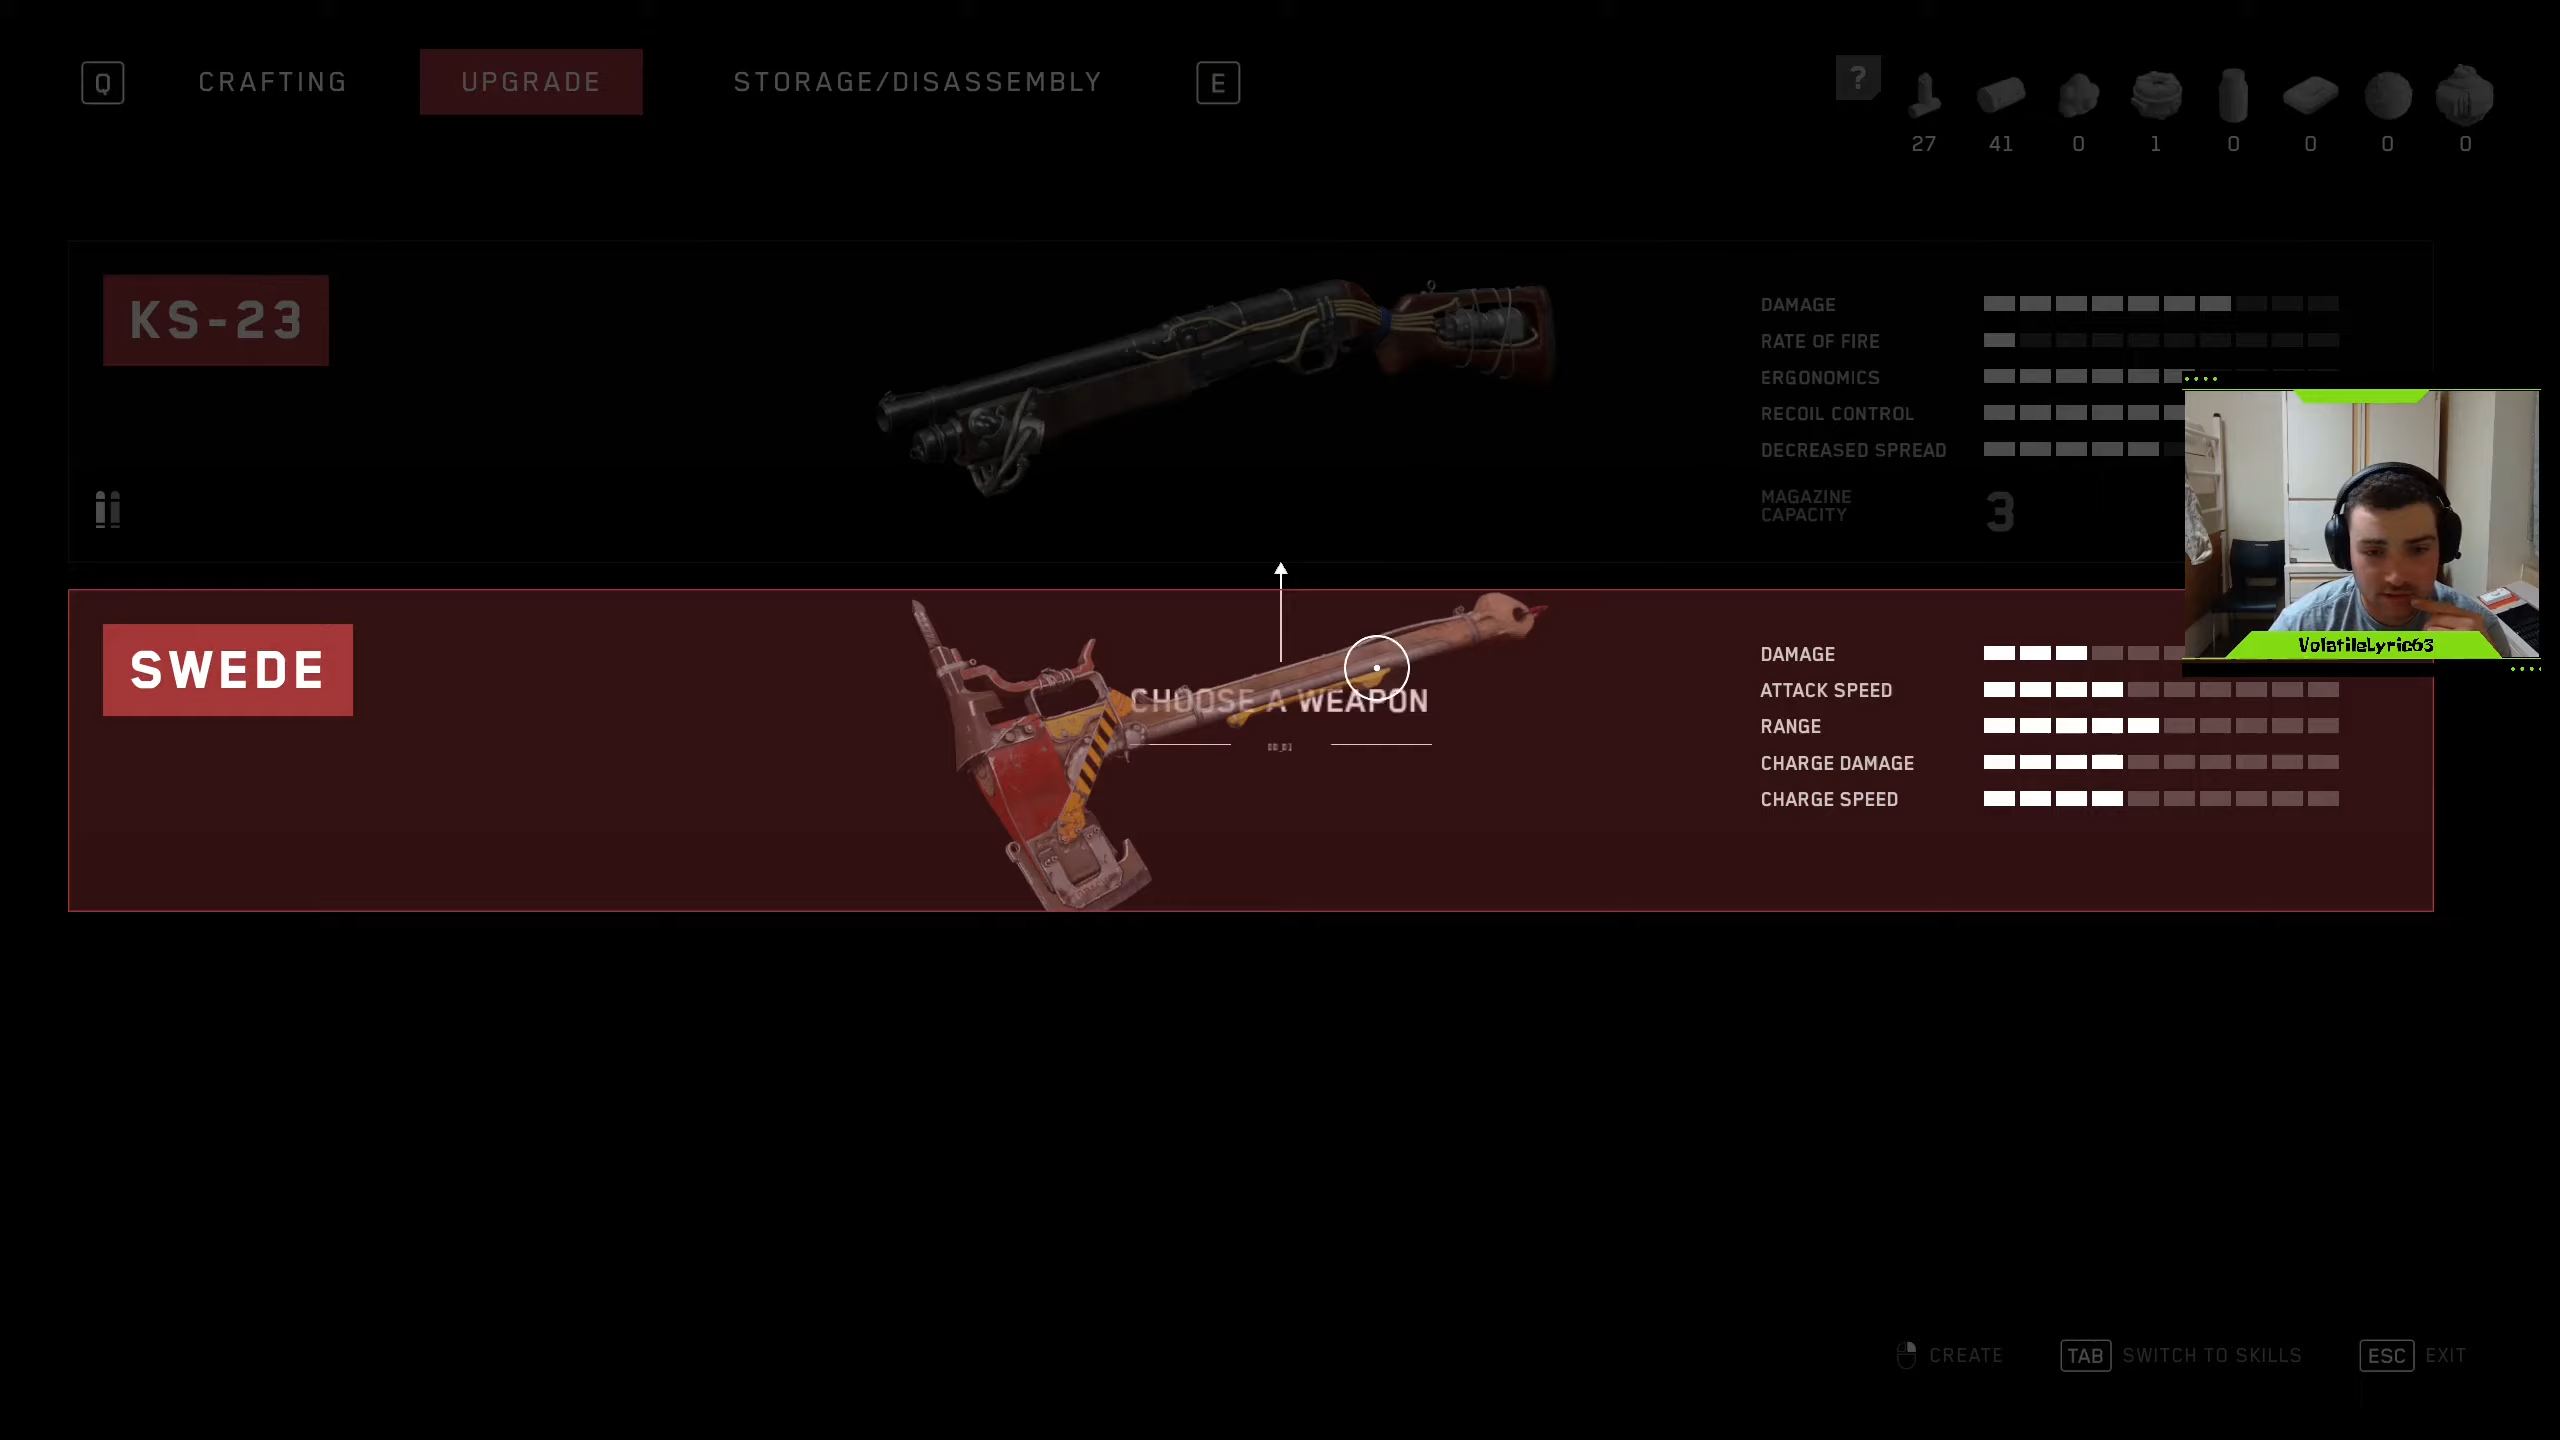 Q CRAFTING UPGRADE STORAGE/DISASSEMBLY E
?
27 41 0 1 0 0 0 0
KS-23
DAMAGE
RATE OF FIRE
ERGONOMICS
RECOIL CONTROL
DECREASED SPREAD
MAGAZINE
CAPACITY
3
SWEDE
CHOOSE A WEAPON
DAMAGE
ATTACK SPEED
RANGE
CHARGE DAMAGE
CHARGE SPEED
VolatileLyric63
CREATE TAB SWITCH TO SKILLS ESC EXIT